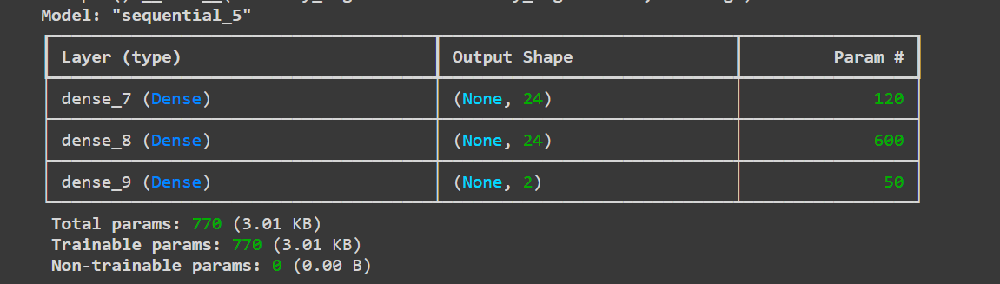 Model: "sequential_5"
Layer (type) Output Shape Param #
dense_7 (Dense) (None, 24) 120
dense_8 (Dense) (None, 24) 600
dense_9 (Dense) (None, 2) 50
Total params: 770 (3.01 KB)
Trainable params: 770 (3.01 KB)
Non-trainable params: 0 (0.00 B)